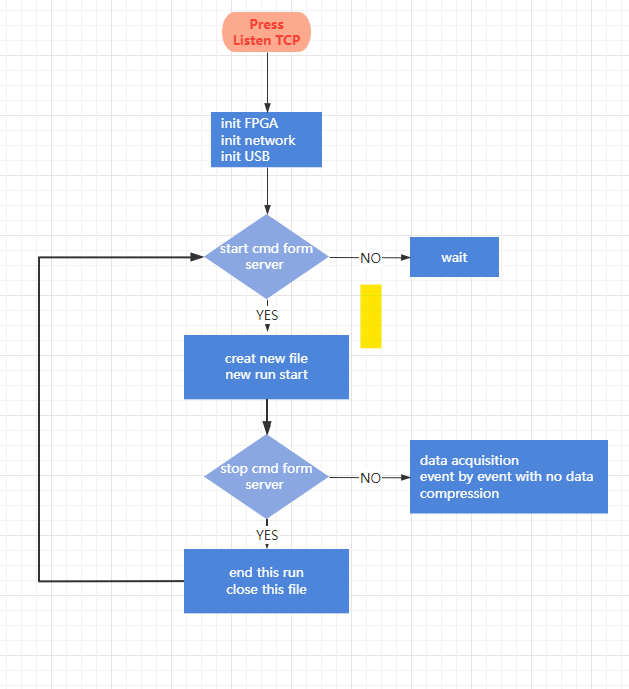 Press
Listen TCP
init FPGA
init network
init USB
start cmd form
server
NO
wait
YES
creat new file
new run start
stop cmd form
server
NO
data acquisition
event by event with no data
compression
YES
end this run
close this file